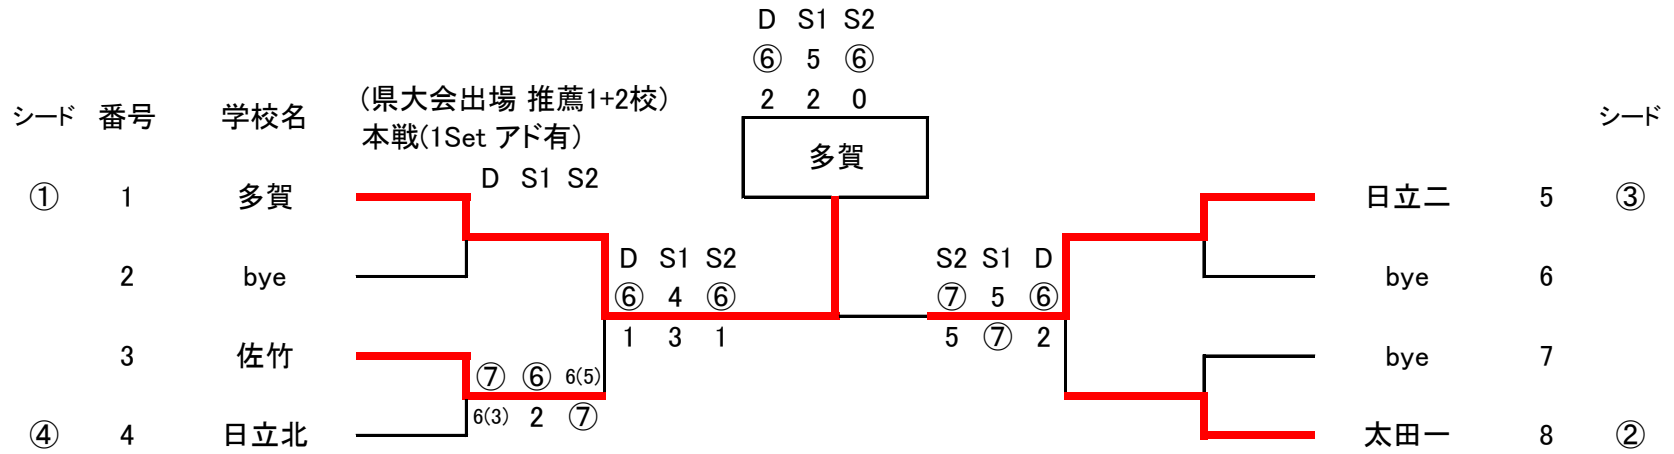 D S1 S2
⑥ 5 ⑥
2 2 0
シード 番号 学校名 (県大会出場 推薦1+2校) シード
本戦(1Set アド有)
多賀
D S1 S2
① 1 多賀 日立二 5 ③
D S1 S2 S2 S1 D
2 bye bye 6
⑥ 4 ⑥ ⑦ 5 ⑥
1 3 1 5 ⑦ 2
3 佐竹 bye 7
⑦ ⑥ 6(5)
6(3) 2 ⑦
④ 4 日立北 太田一 8 ②